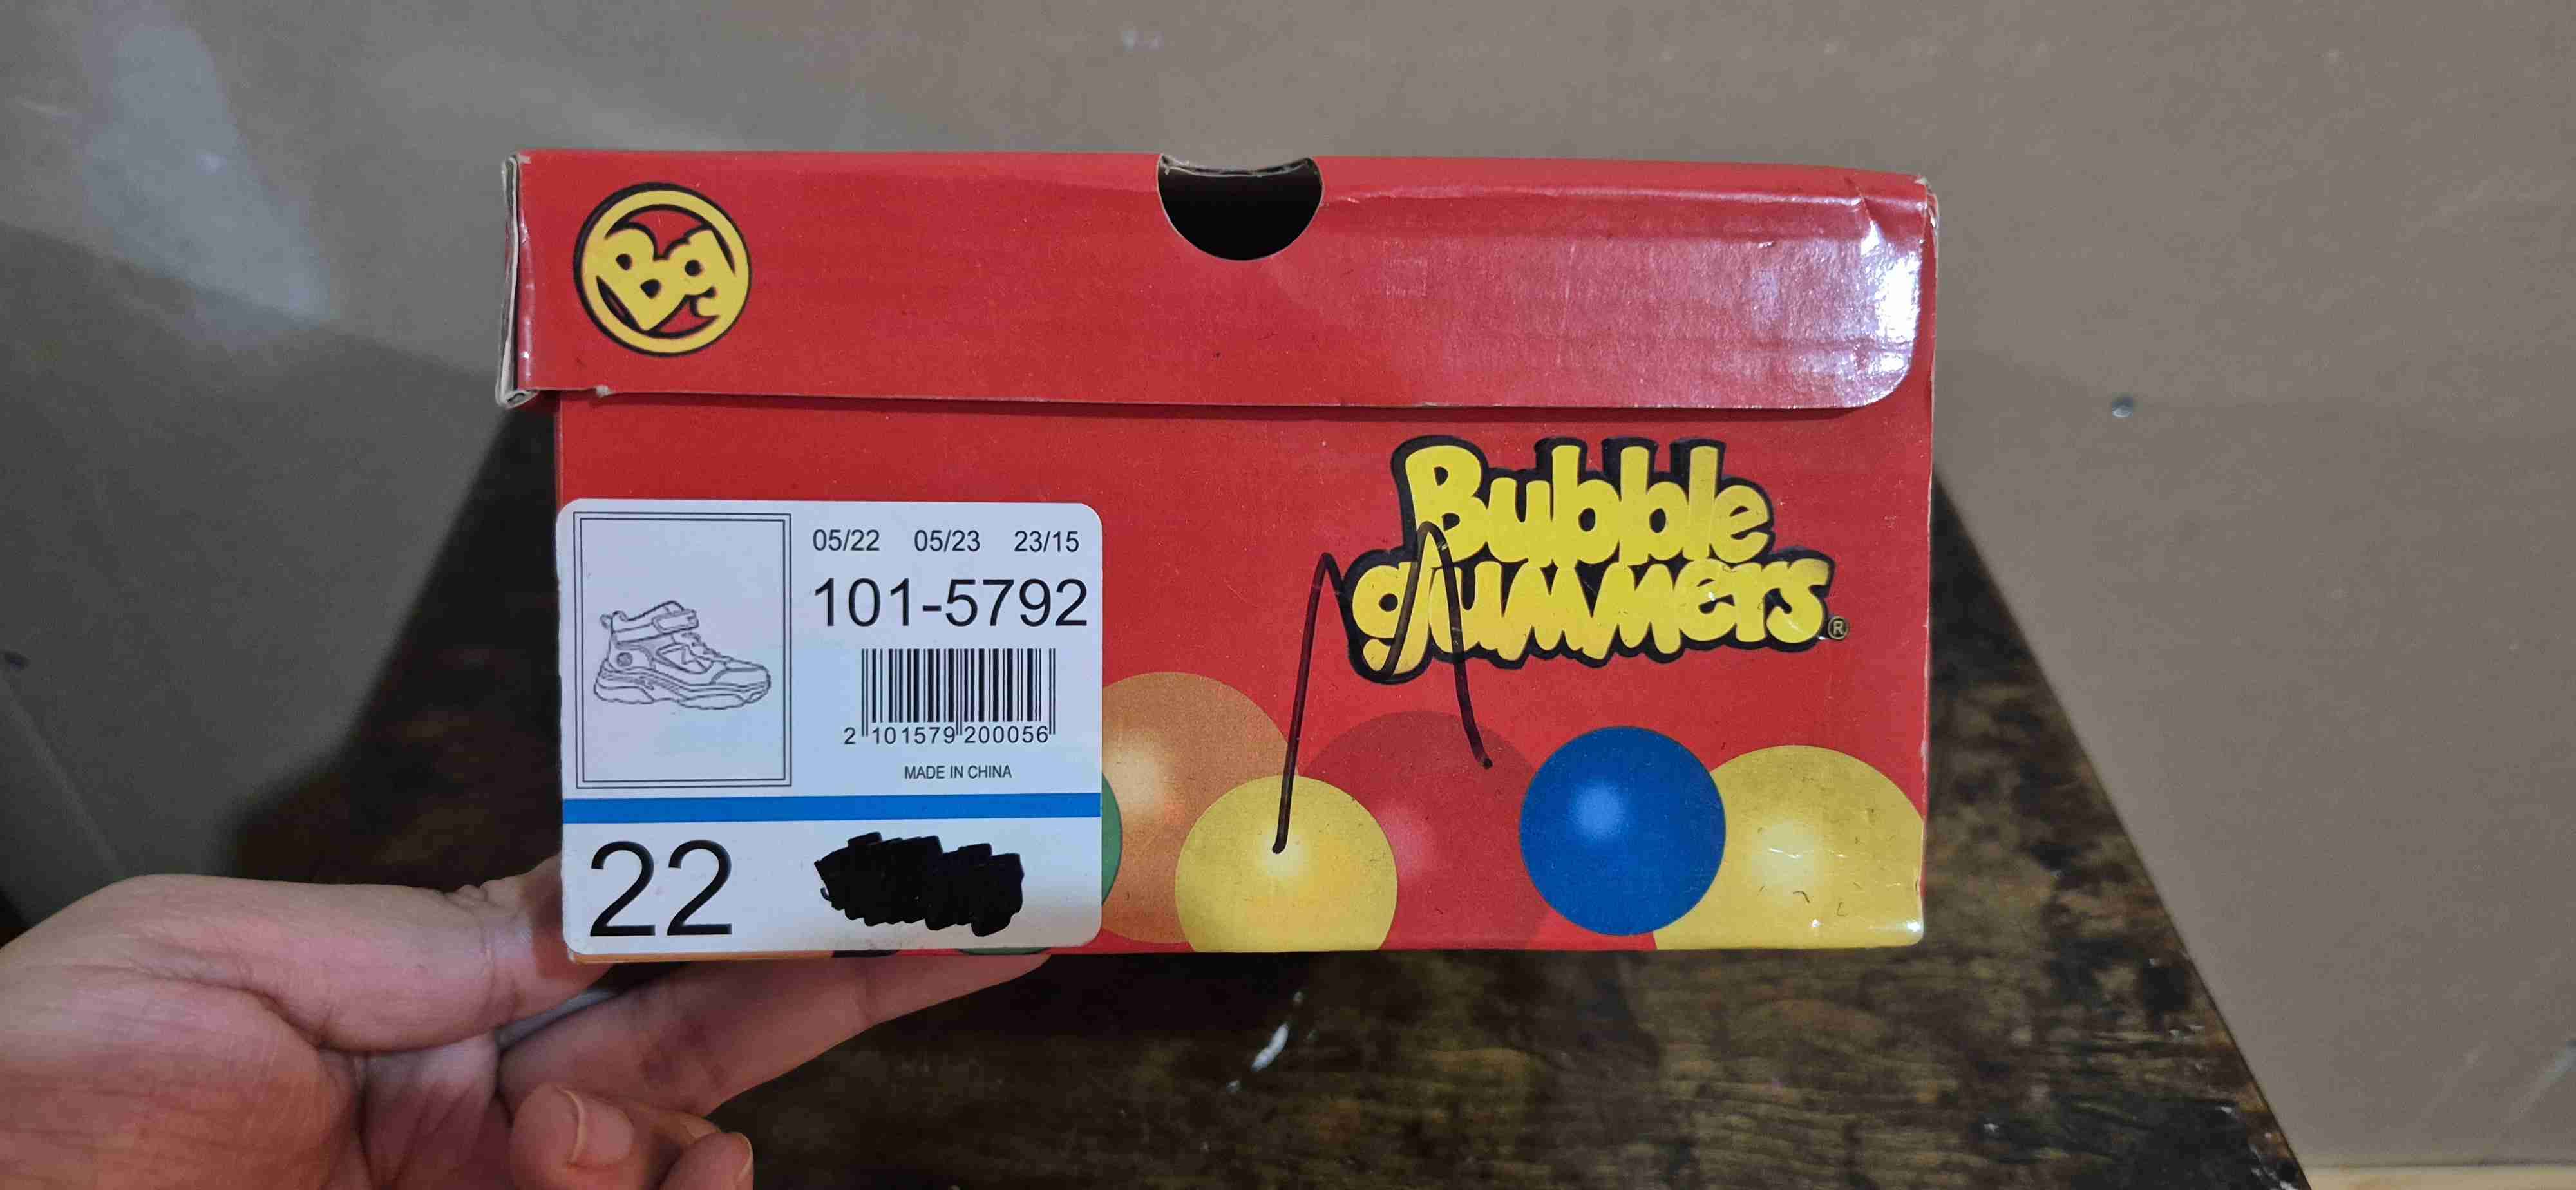 Bg
Bubble
gummers®
05/22 05/23 23/15
101-5792
2 101579 200056
MADE IN CHINA
22